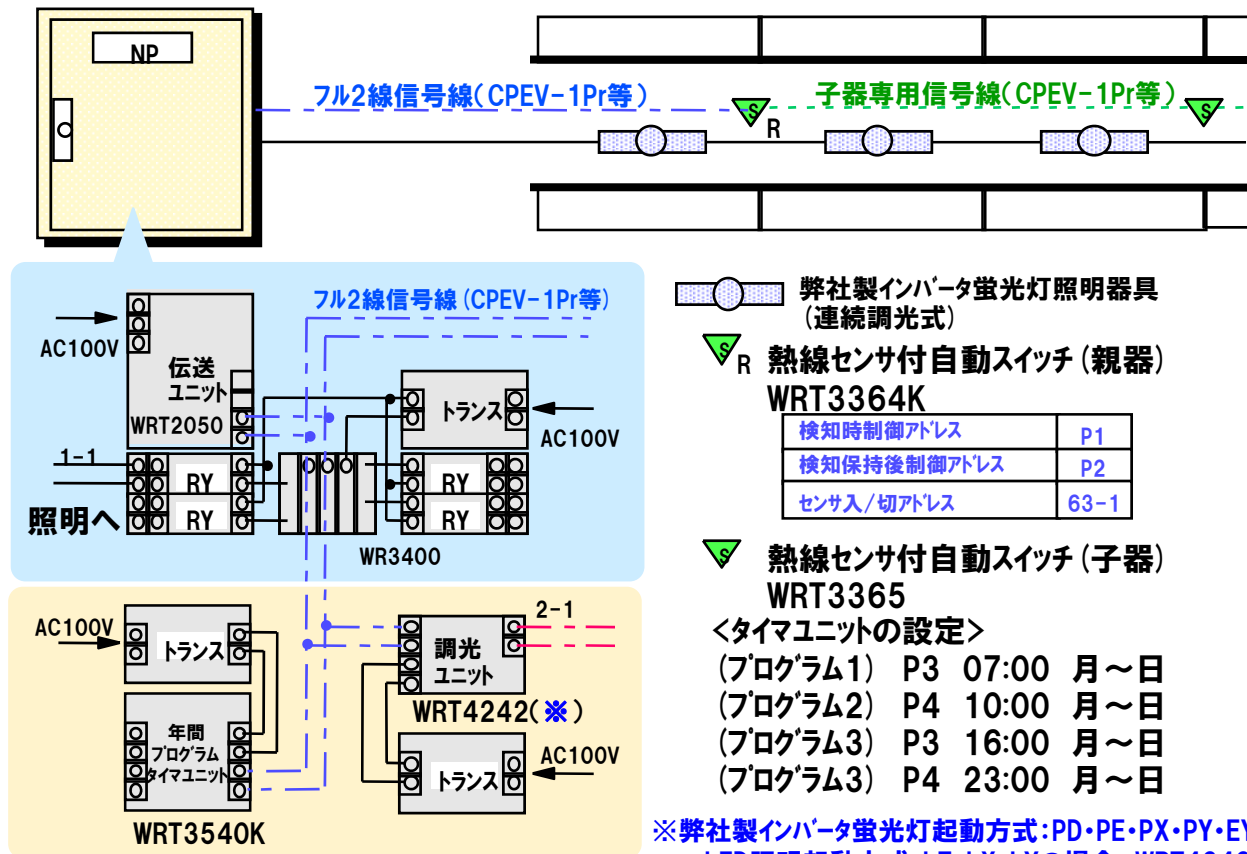 NP
フル2線信号線(CPEV-1Pr等)
子器専用信号線(CPEV-1Pr等)
S
R
S
フル2線信号線(CPEV-1Pr等)
AC100V
伝送
ユニット
WRT2050
トランス
AC100V
1-1
RY
RY
RY
RY
照明へ
WR3400
AC100V
トランス
年間
プログラム
タイマユニット
WRT3540K
2-1
調光
ユニット
WRT4242(※)
トランス
AC100V
弊社製インバータ蛍光灯照明器具
(連続調光式)
S
R 熱線センサ付自動スイッチ(親器)
WRT3364K
検知時制御アドレス P1
検知保持後制御アドレス P2
センサ入/切アドレス 63-1
S
熱線センサ付自動スイッチ(子器)
WRT3365
<タイマユニットの設定>
(プログラム1) P3 07:00 月~日
(プログラム2) P4 10:00 月~日
(プログラム3) P3 16:00 月~日
(プログラム3) P4 23:00 月~日
※弊社製インバータ蛍光灯起動方式:PD・PE・PX・PY・EY